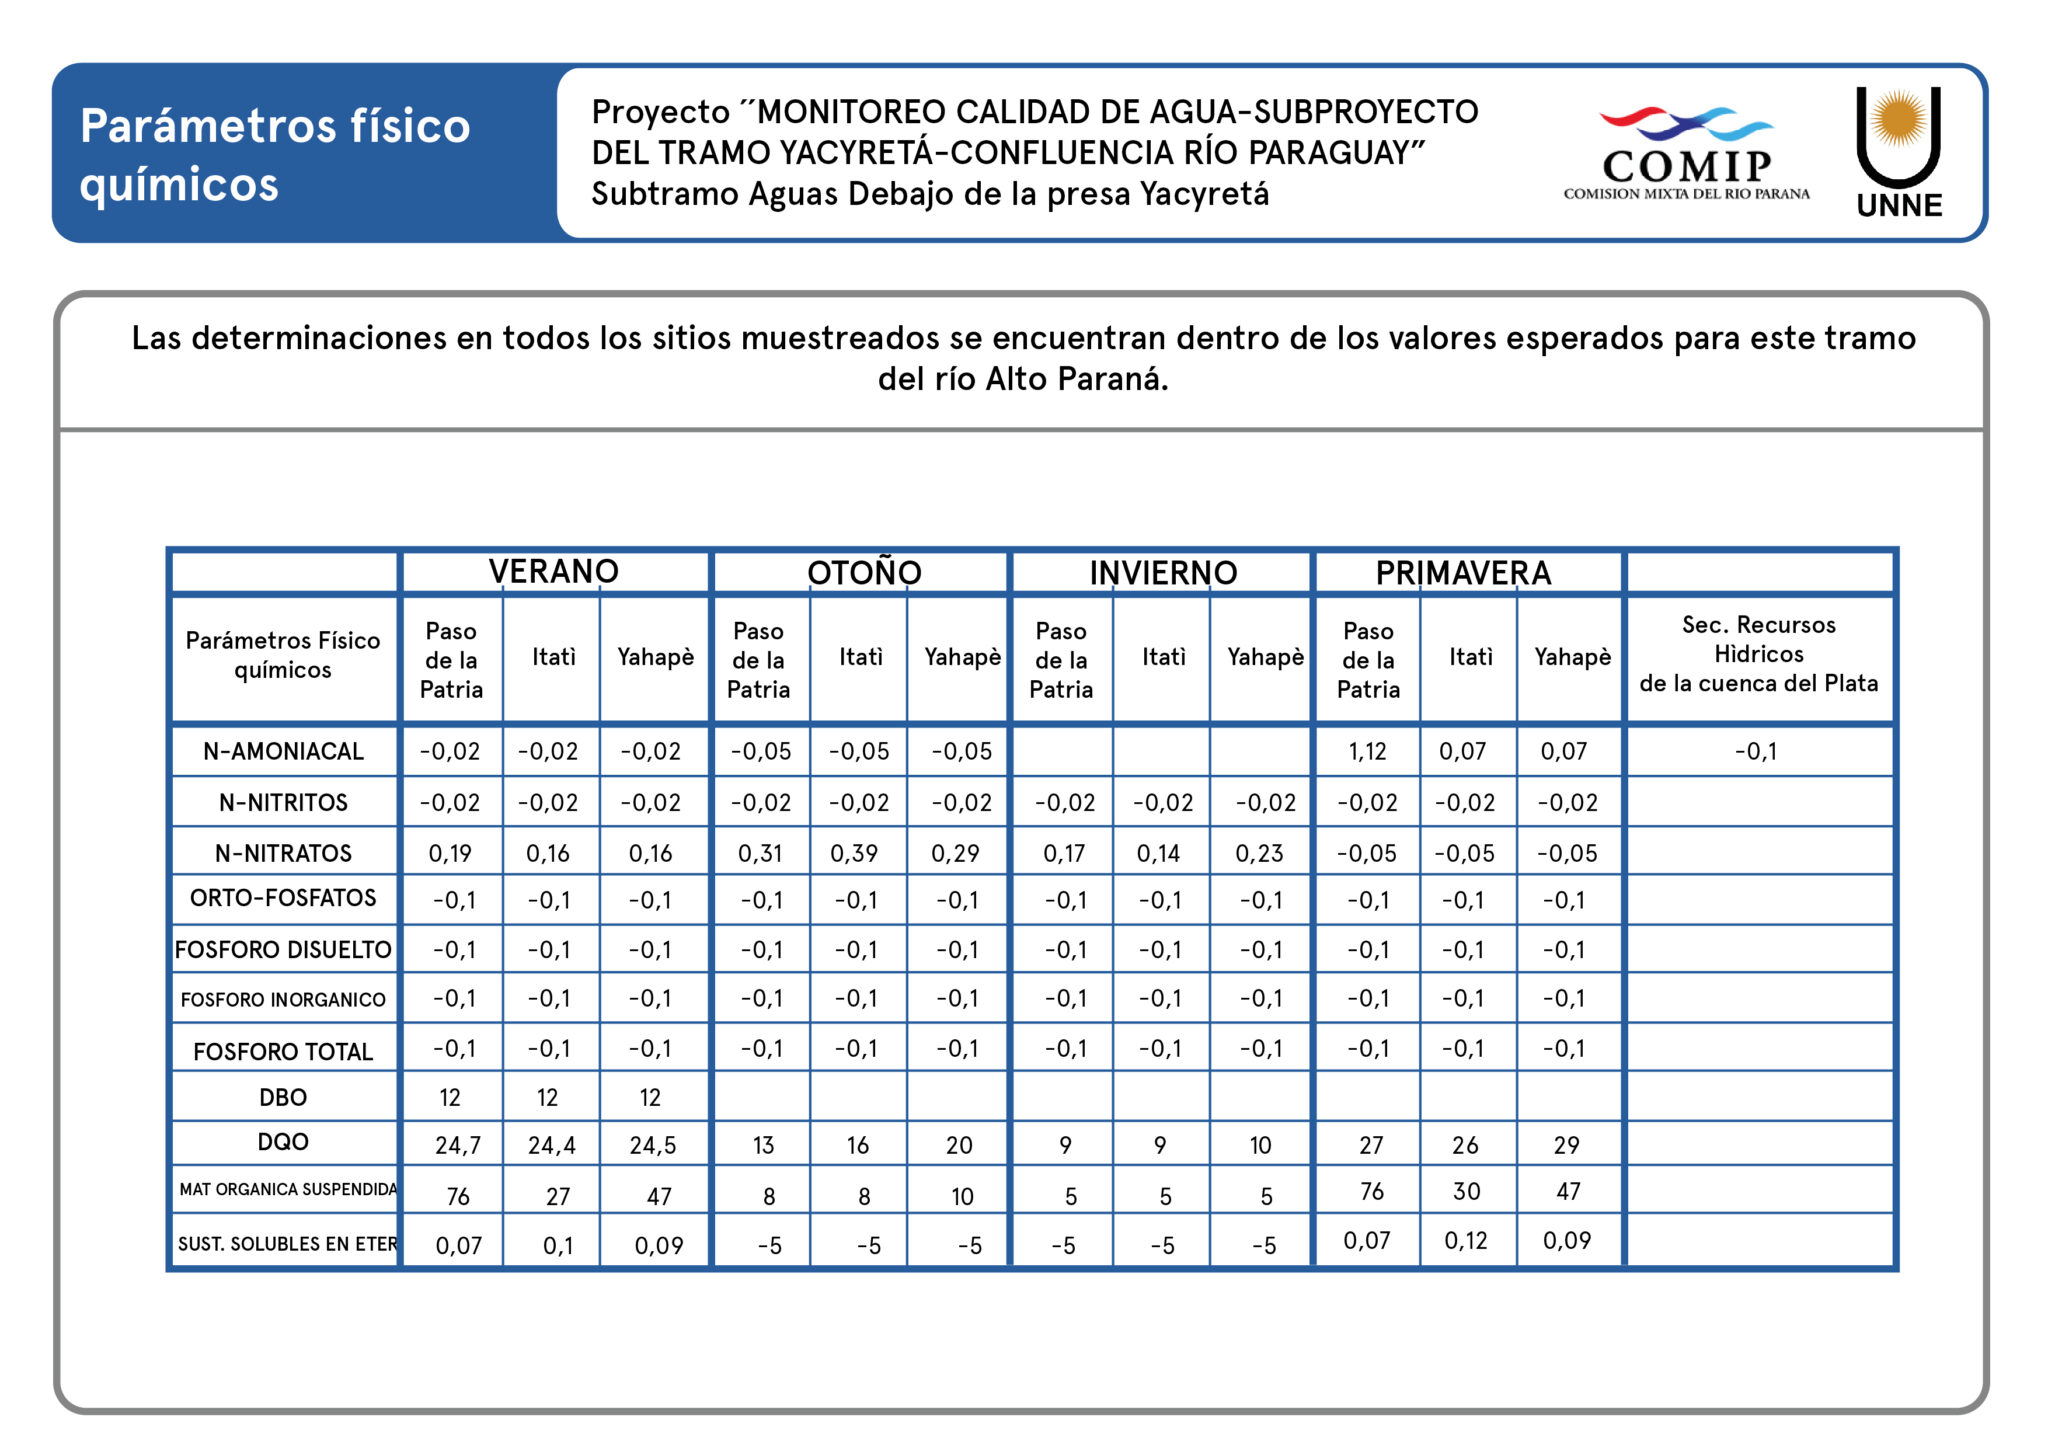 Parámetros físico
químicos
Proyecto ´´MONITOREO CALIDAD DE AGUA-SUBPROYECTO
DEL TRAMO YACYRETÁ-CONFLUENCIA RÍO PARAGUAY”
Subtramo Aguas Debajo de la presa Yacyretá
COMIP
COMISION MIXTA DEL RIO PARANA
UNNE
Las determinaciones en todos los sitios muestreados se encuentran dentro de los valores esperados para este tramo
del río Alto Paraná.
VERANO OTOÑO INVIERNO PRIMAVERA
Parámetros Físico
químicos
Paso
de la
Patria
Itatì
Yahapè
Paso
de la
Patria
Itatì
Yahapè
Paso
de la
Patria
Itatì
Yahapè
Paso
de la
Patria
Itatì
Yahapè
Sec. Recursos
Hìdricos
de la cuenca del Plata
N-AMONIACAL -0,02 -0,02 -0,02 -0,05 -0,05 -0,05 1,12 0,07 0,07 -0,1
N-NITRITOS -0,02 -0,02 -0,02 -0,02 -0,02 -0,02 -0,02 -0,02 -0,02 -0,02 -0,02 -0,02
N-NITRATOS 0,19 0,16 0,16 0,31 0,39 0,29 0,17 0,14 0,23 -0,05 -0,05 -0,05
ORTO-FOSFATOS -0,1 -0,1 -0,1 -0,1 -0,1 -0,1 -0,1 -0,1 -0,1 -0,1 -0,1 -0,1
FOSFORO DISUELTO -0,1 -0,1 -0,1 -0,1 -0,1 -0,1 -0,1 -0,1 -0,1 -0,1 -0,1 -0,1
FOSFORO INORGANICO -0,1 -0,1 -0,1 -0,1 -0,1 -0,1 -0,1 -0,1 -0,1 -0,1 -0,1 -0,1
FOSFORO TOTAL -0,1 -0,1 -0,1 -0,1 -0,1 -0,1 -0,1 -0,1 -0,1 -0,1 -0,1 -0,1
DBO 12 12 12
DQO 24,7 24,4 24,5 13 16 20 9 9 10 27 26 29
MAT ORGANICA SUSPENDIDA 76 27 47 8 8 10 5 5 5 76 30 47
SUST. SOLUBLES EN ETER 0,07 0,1 0,09 -5 -5 -5 -5 -5 -5 0,07 0,12 0,09